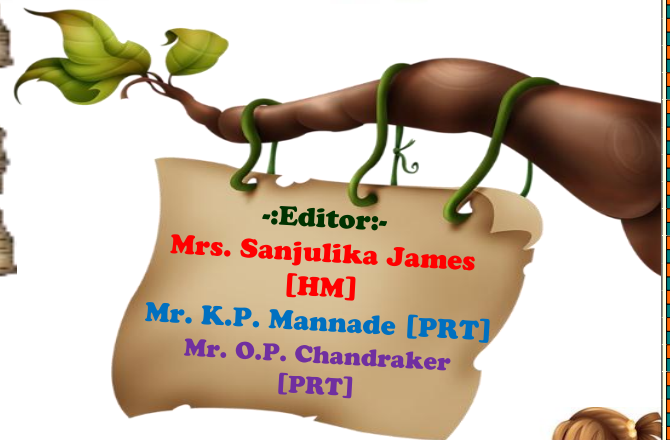 -:Editor:-
Mrs. Sanjulika James
[HM]
Mr. K.P. Mannade [PRT]
Mr. O.P. Chandraker
[PRT]